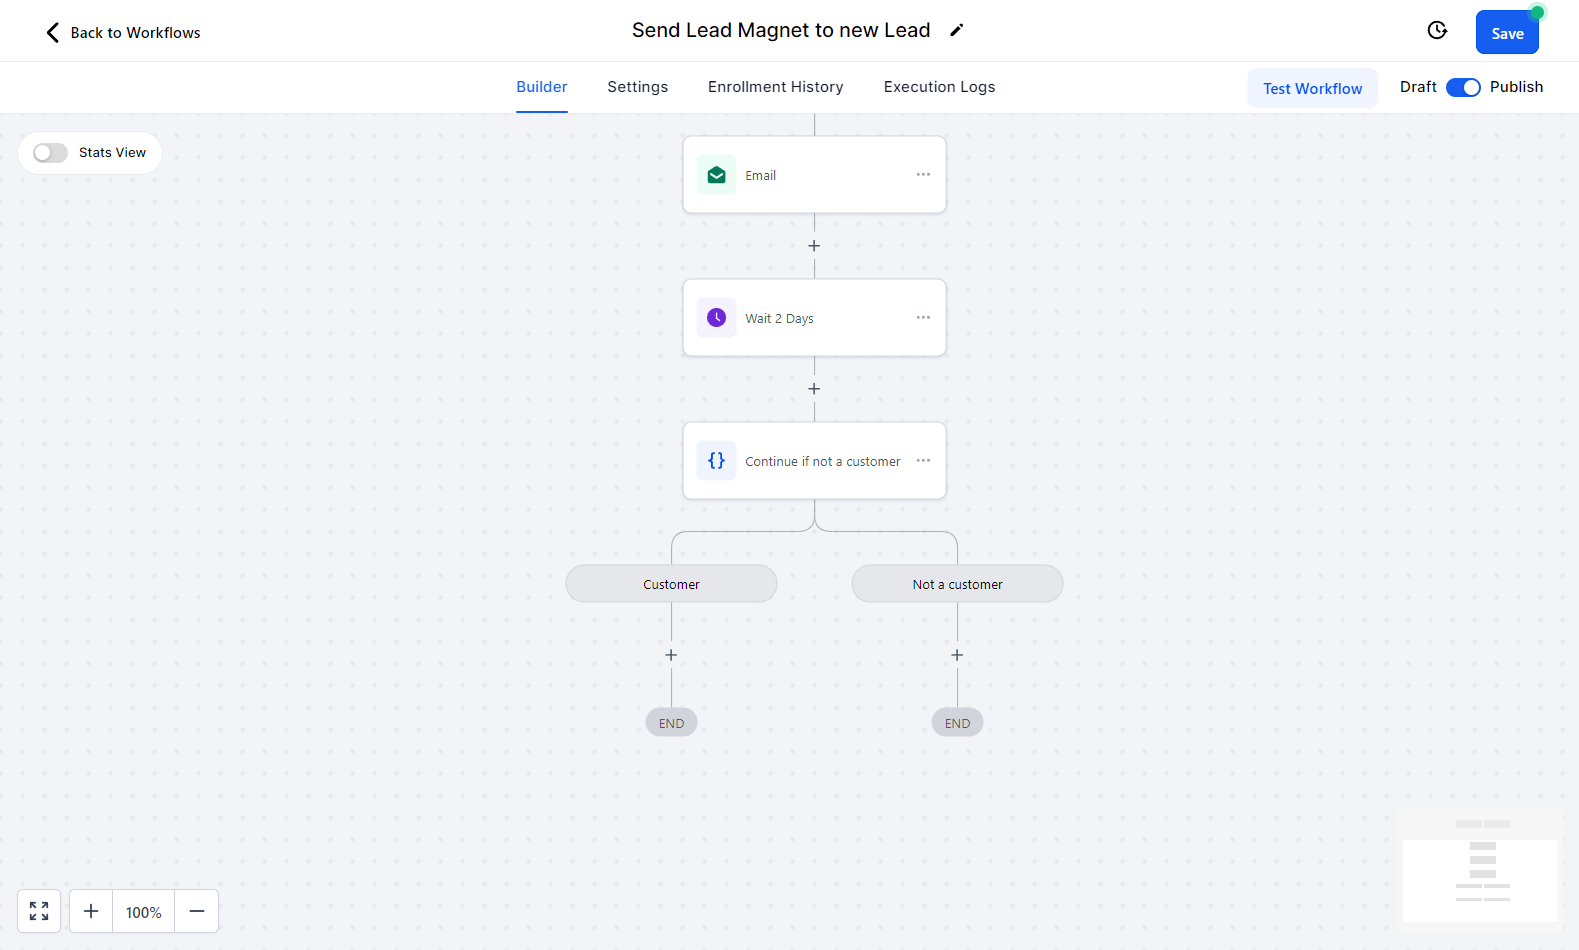 Back to Workflows
Send Lead Magnet to new Lead
Save
Builder
Settings
Enrollment History
Execution Logs
Test Workflow
Draft
Publish
Stats View
Email
Wait 2 Days
Continue if not a customer
Customer
Not a customer
END
END
100%